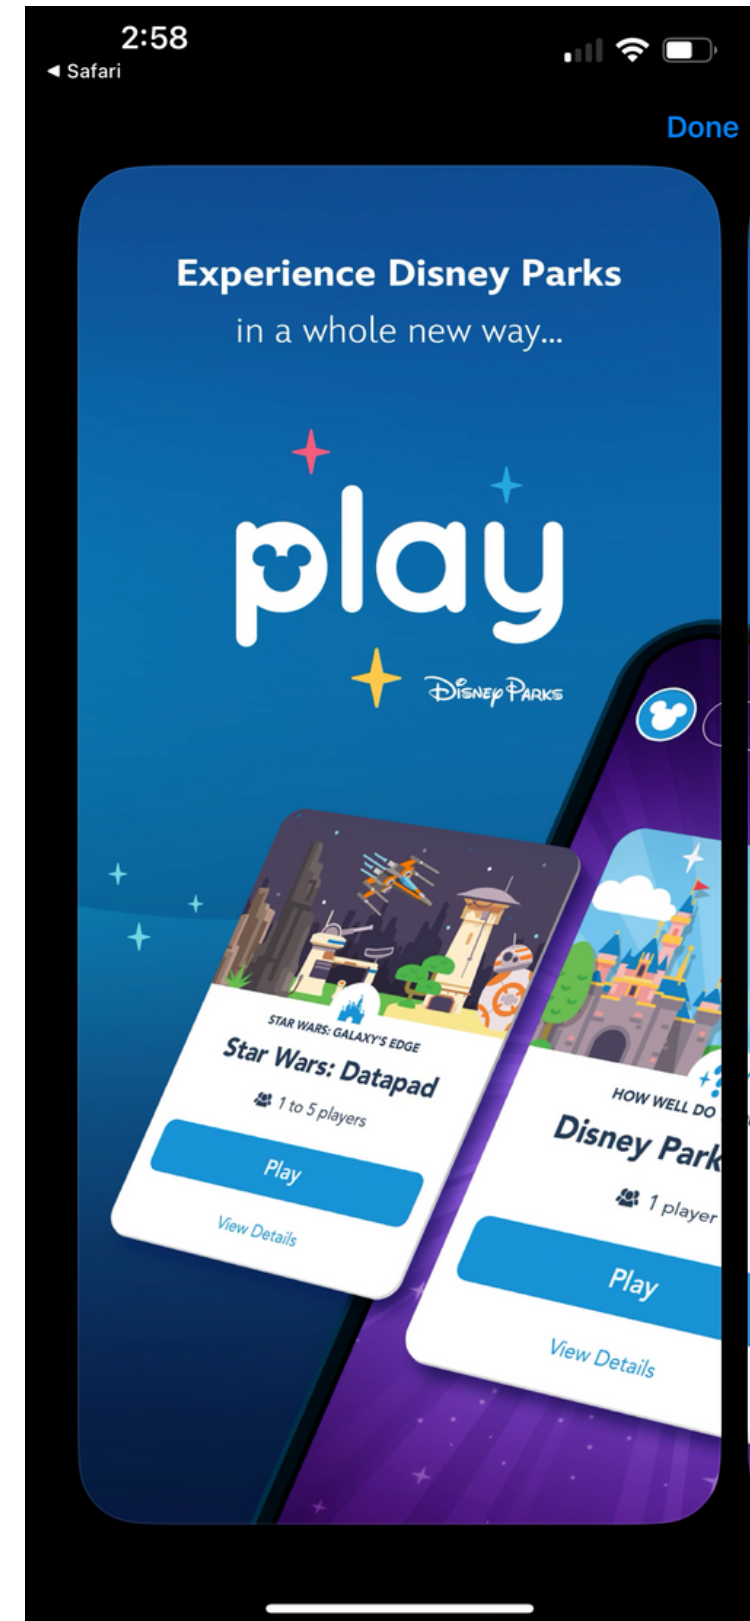 2:58
◀ Safari
Done
Experience Disney Parks
in a whole new way...
play
Disney Parks
STAR WARS: GALAXY'S EDGE
Star Wars: Datapad
1 to 5 players
Play
View Details
HOW WELL DO
Disney Park
1 player
Play
View Details